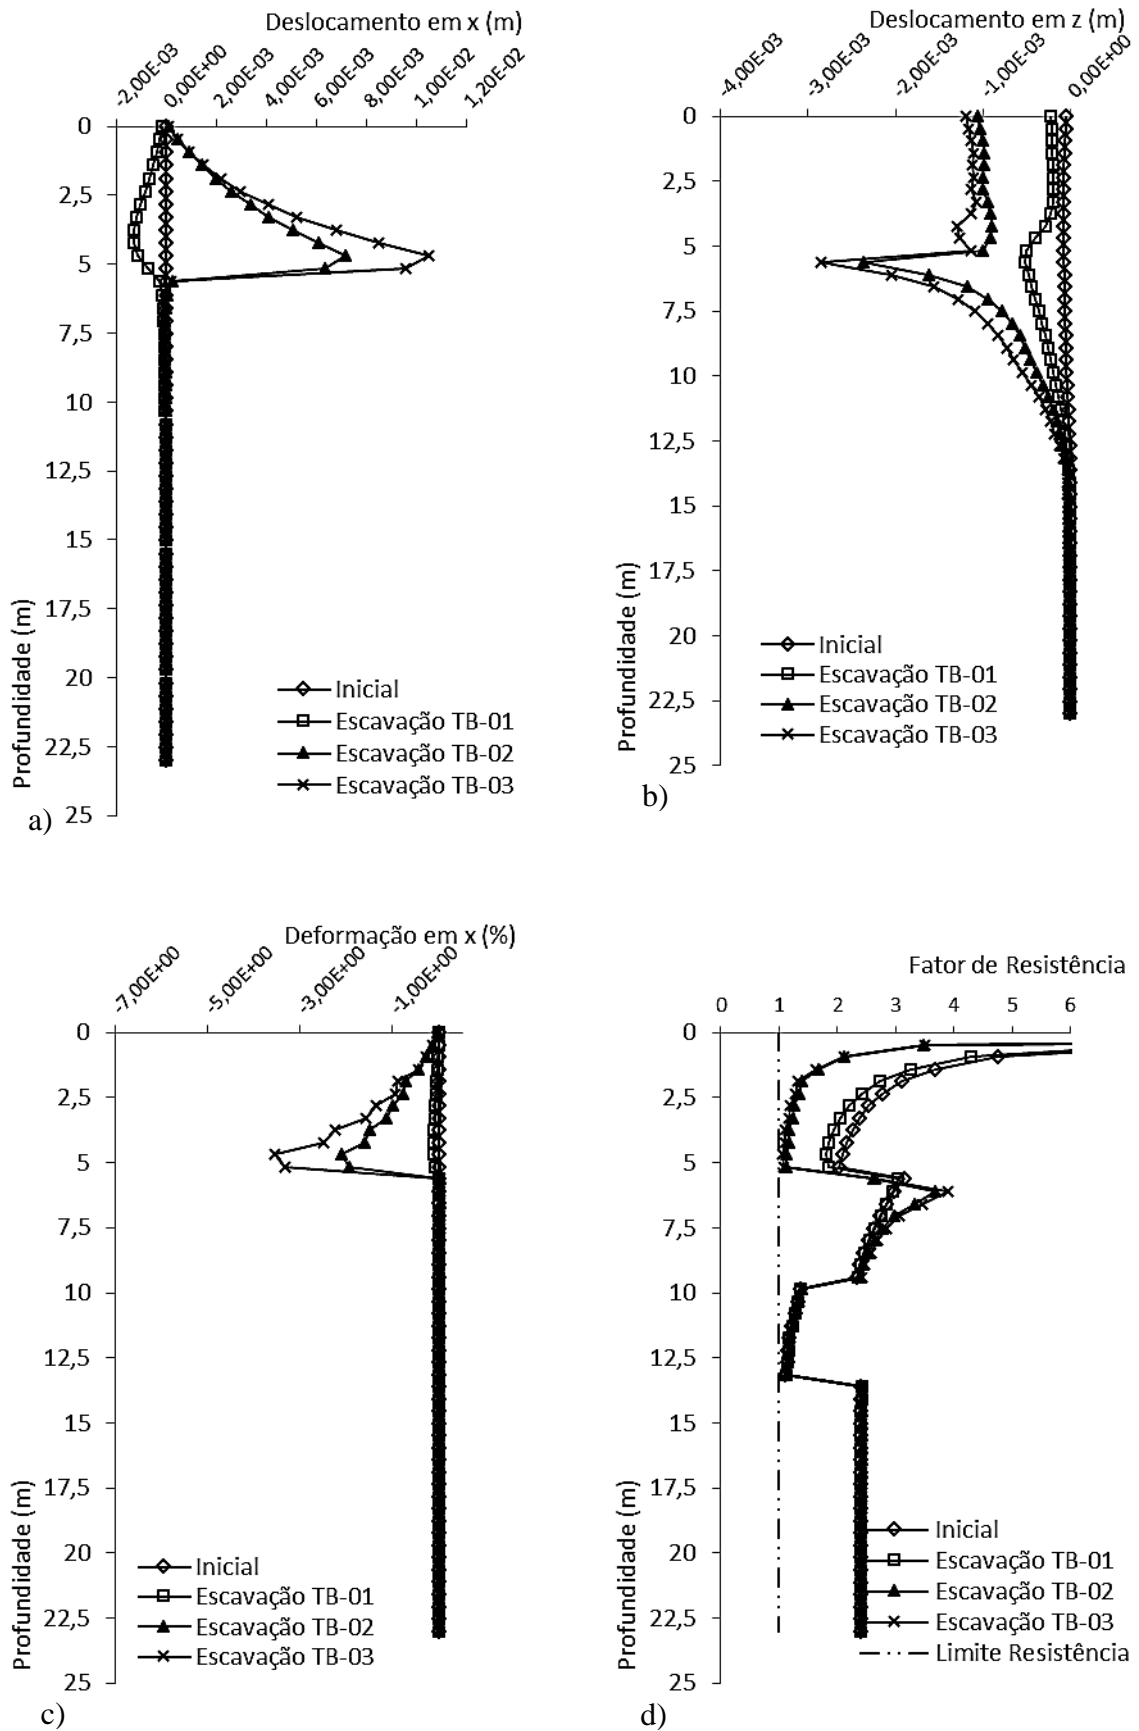 Deslocamento em x (m)
-2,00E-03
0,00E+00
2,00E-03
4,00E-03
6,00E-03
8,00E-03
1,00E-02
1,20E-02
0
2,5
5
7,5
10
12,5
15
17,5
20
22,5
25
Profundidade (m)
Inicial
Escavação TB-01
Escavação TB-02
Escavação TB-03
a)
Deslocamento em z (m)
-4,00E-03
-3,00E-03
-2,00E-03
-1,00E-03
0,00E+00
0
2,5
5
7,5
10
12,5
15
17,5
20
22,5
25
Profundidade (m)
Inicial
Escavação TB-01
Escavação TB-02
Escavação TB-03
b)
Deformação em x (%)
-7,00E+00
-5,00E+00
-3,00E+00
-1,00E+00
0
2,5
5
7,5
10
12,5
15
17,5
20
22,5
25
Profundidade (m)
Inicial
Escavação TB-01
Escavação TB-02
Escavação TB-03
c)
Fator de Resistência
0 1 2 3 4 5 6
0
2,5
5
7,5
10
12,5
15
17,5
20
22,5
25
Profundidade (m)
Inicial
Escavação TB-01
Escavação TB-02
Escavação TB-03
Limite Resistência
d)